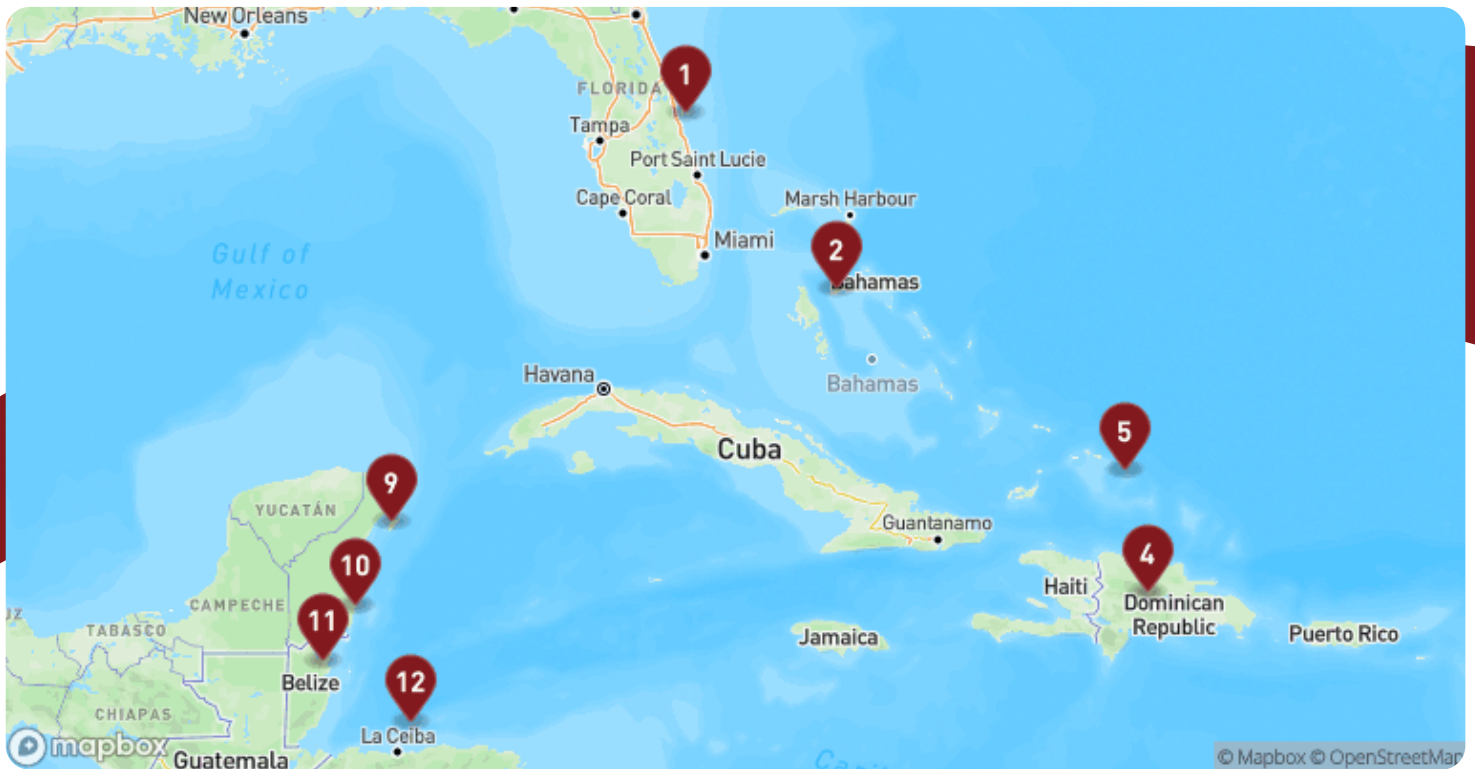 New Orleans
1
FLORIDA
Tampa
Port Saint Lucie
Cape Coral
Marsh Harbour
Miami
2
Bahamas
Gulf of
Mexico
Havana
Bahamas
Cuba
5
9
YUCATÁN
Guantanamo
4
10
Haiti
Dominican
Republic
CAMPECHE
11
TABASCO
Jamaica
Puerto Rico
Belize
12
CHIAPAS
La Ceiba
mapbox
Guatemala
© Mapbox © OpenStreetMap